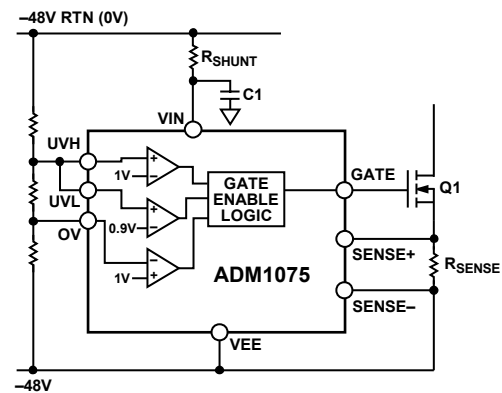 –48V RTN (0V)
RSHUNT
C1
VIN
UVH
1V
UVL
0.9V
OV
1V
GATE
ENABLE
LOGIC
ADM1075
GATE
Q1
SENSE+
RSENSE
SENSE–
VEE
–48V